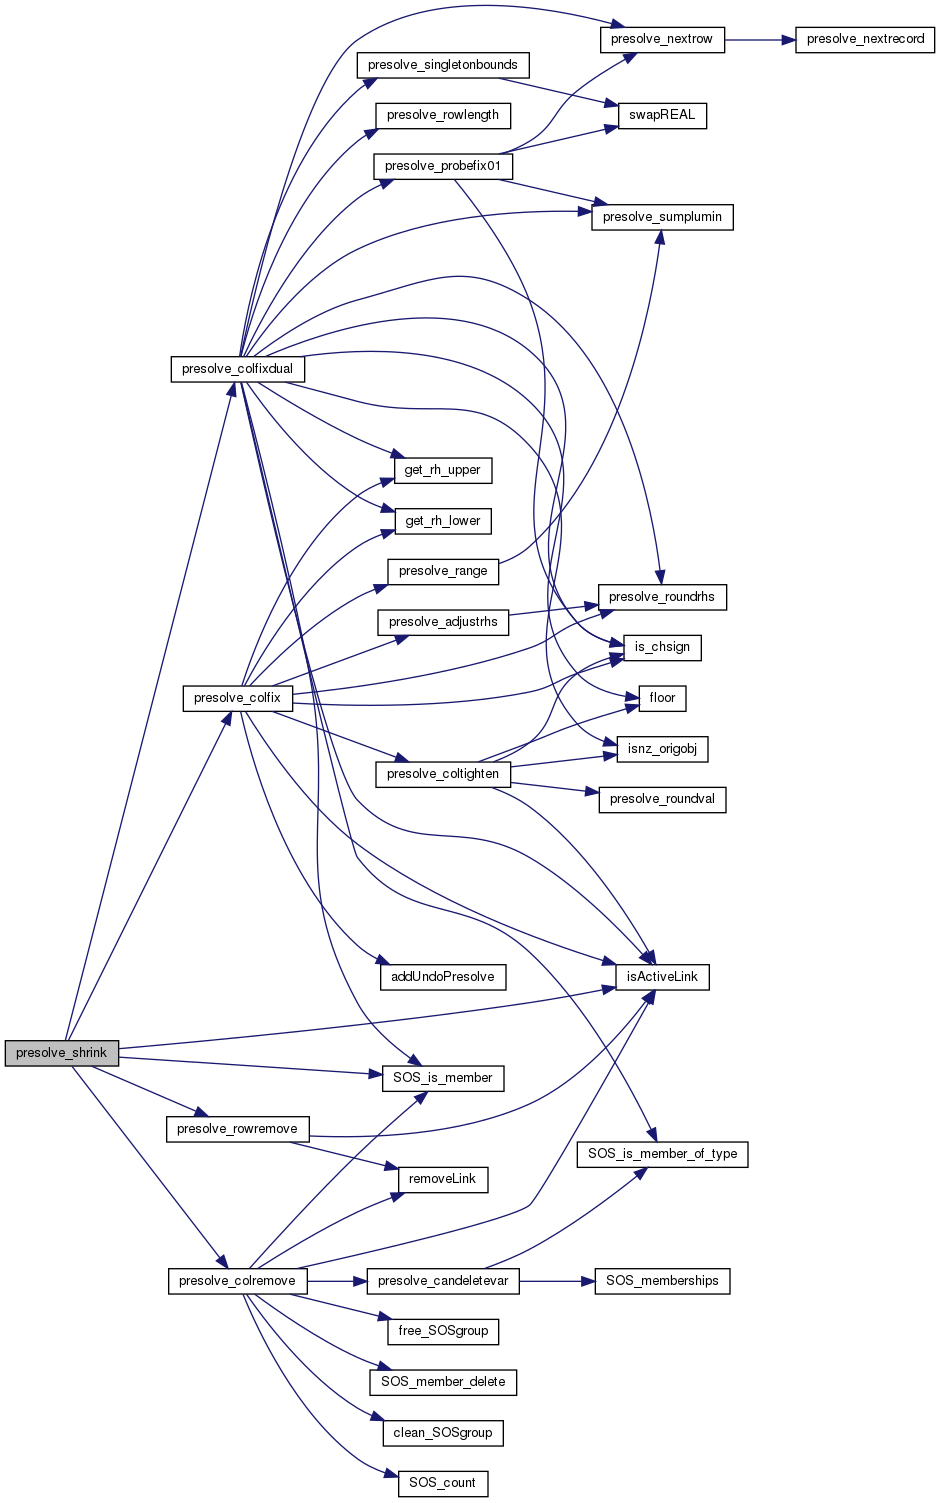 presolve_nextrow
presolve_nextrecord
presolve_singletonbounds
presolve_rowlength
swapREAL
presolve_probefix01
presolve_sumplumin
presolve_colfixdual
get_rh_upper
get_rh_lower
presolve_range
presolve_roundrhs
presolve_adjustrhs
is_chsign
presolve_colfix
floor
isnz_origobj
presolve_coltighten
presolve_roundval
addUndoPresolve
isActiveLink
presolve_shrink
SOS_is_member
presolve_rowremove
SOS_is_member_of_type
removeLink
presolve_colremove
presolve_candeletevar
SOS_memberships
free_SOSgroup
SOS_member_delete
clean_SOSgroup
SOS_count